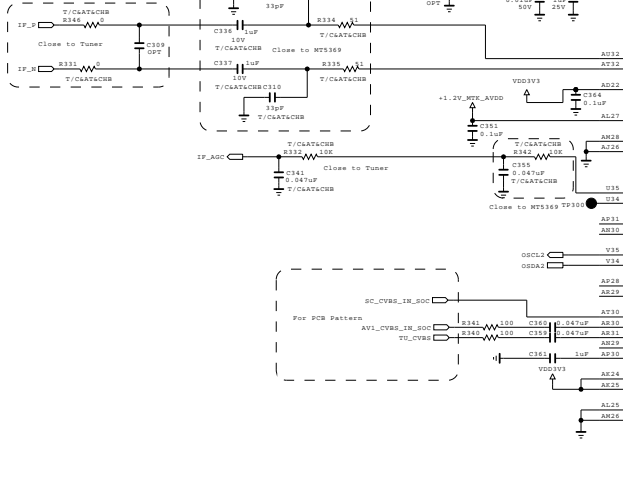 33pF
OPT
50V
25V
T/C&AT&CHB
R346
0
IF_P
Close to Tuner
C309
OPT
IF_N
R331
0
T/C&AT&CHB
C336
1uF
10V
T/C&AT&CHB
R334
51
T/C&AT&CHB
Close to MT5369
C337
1uF
10V
T/C&AT&CHB
C310
33pF
T/C&AT&CHB
R335
51
T/C&AT&CHB
AU32
AT32
VDD3V3
AD22
C364
0.1uF
+1.2V_MTK_AVDD
AL27
C351
0.1uF
AM28
AJ26
IF_AGC
T/C&AT&CHB
R332
10K
Close to Tuner
C341
0.047uF
T/C&AT&CHB
T/C&AT&CHB
R342
10K
C355
0.047uF
T/C&AT&CHB
Close to MT5369
TP300
U35
U34
AP31
AN30
OSCL2
V35
OSDA2
V34
AP28
AR29
SC_CVBS_IN_SOC
For PCB Pattern
AT30
AV1_CVBS_IN_SOC
R341
100
C360
0.047uF
AR30
TU_CVBS
R340
100
C359
0.047uF
AR31
AN29
C361
1uF
AP30
VDD3V3
AK24
AK25
AL25
AM26